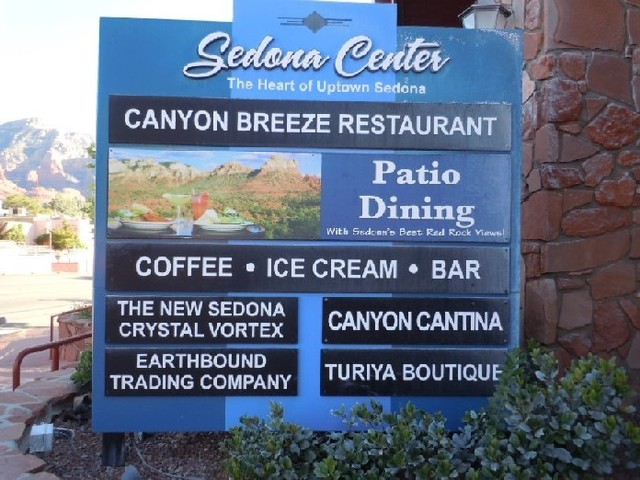 Sedona Center
The Heart of Uptown Sedona
CANYON BREEZE RESTAURANT
Patio
Dining
With Sedona's Best Red Rock Views!
COFFEE • ICE CREAM • BAR
THE NEW SEDONA
CRYSTAL VORTEX
CANYON CANTINA
EARTHBOUND
TRADING COMPANY
TURIYA BOUTIQUE